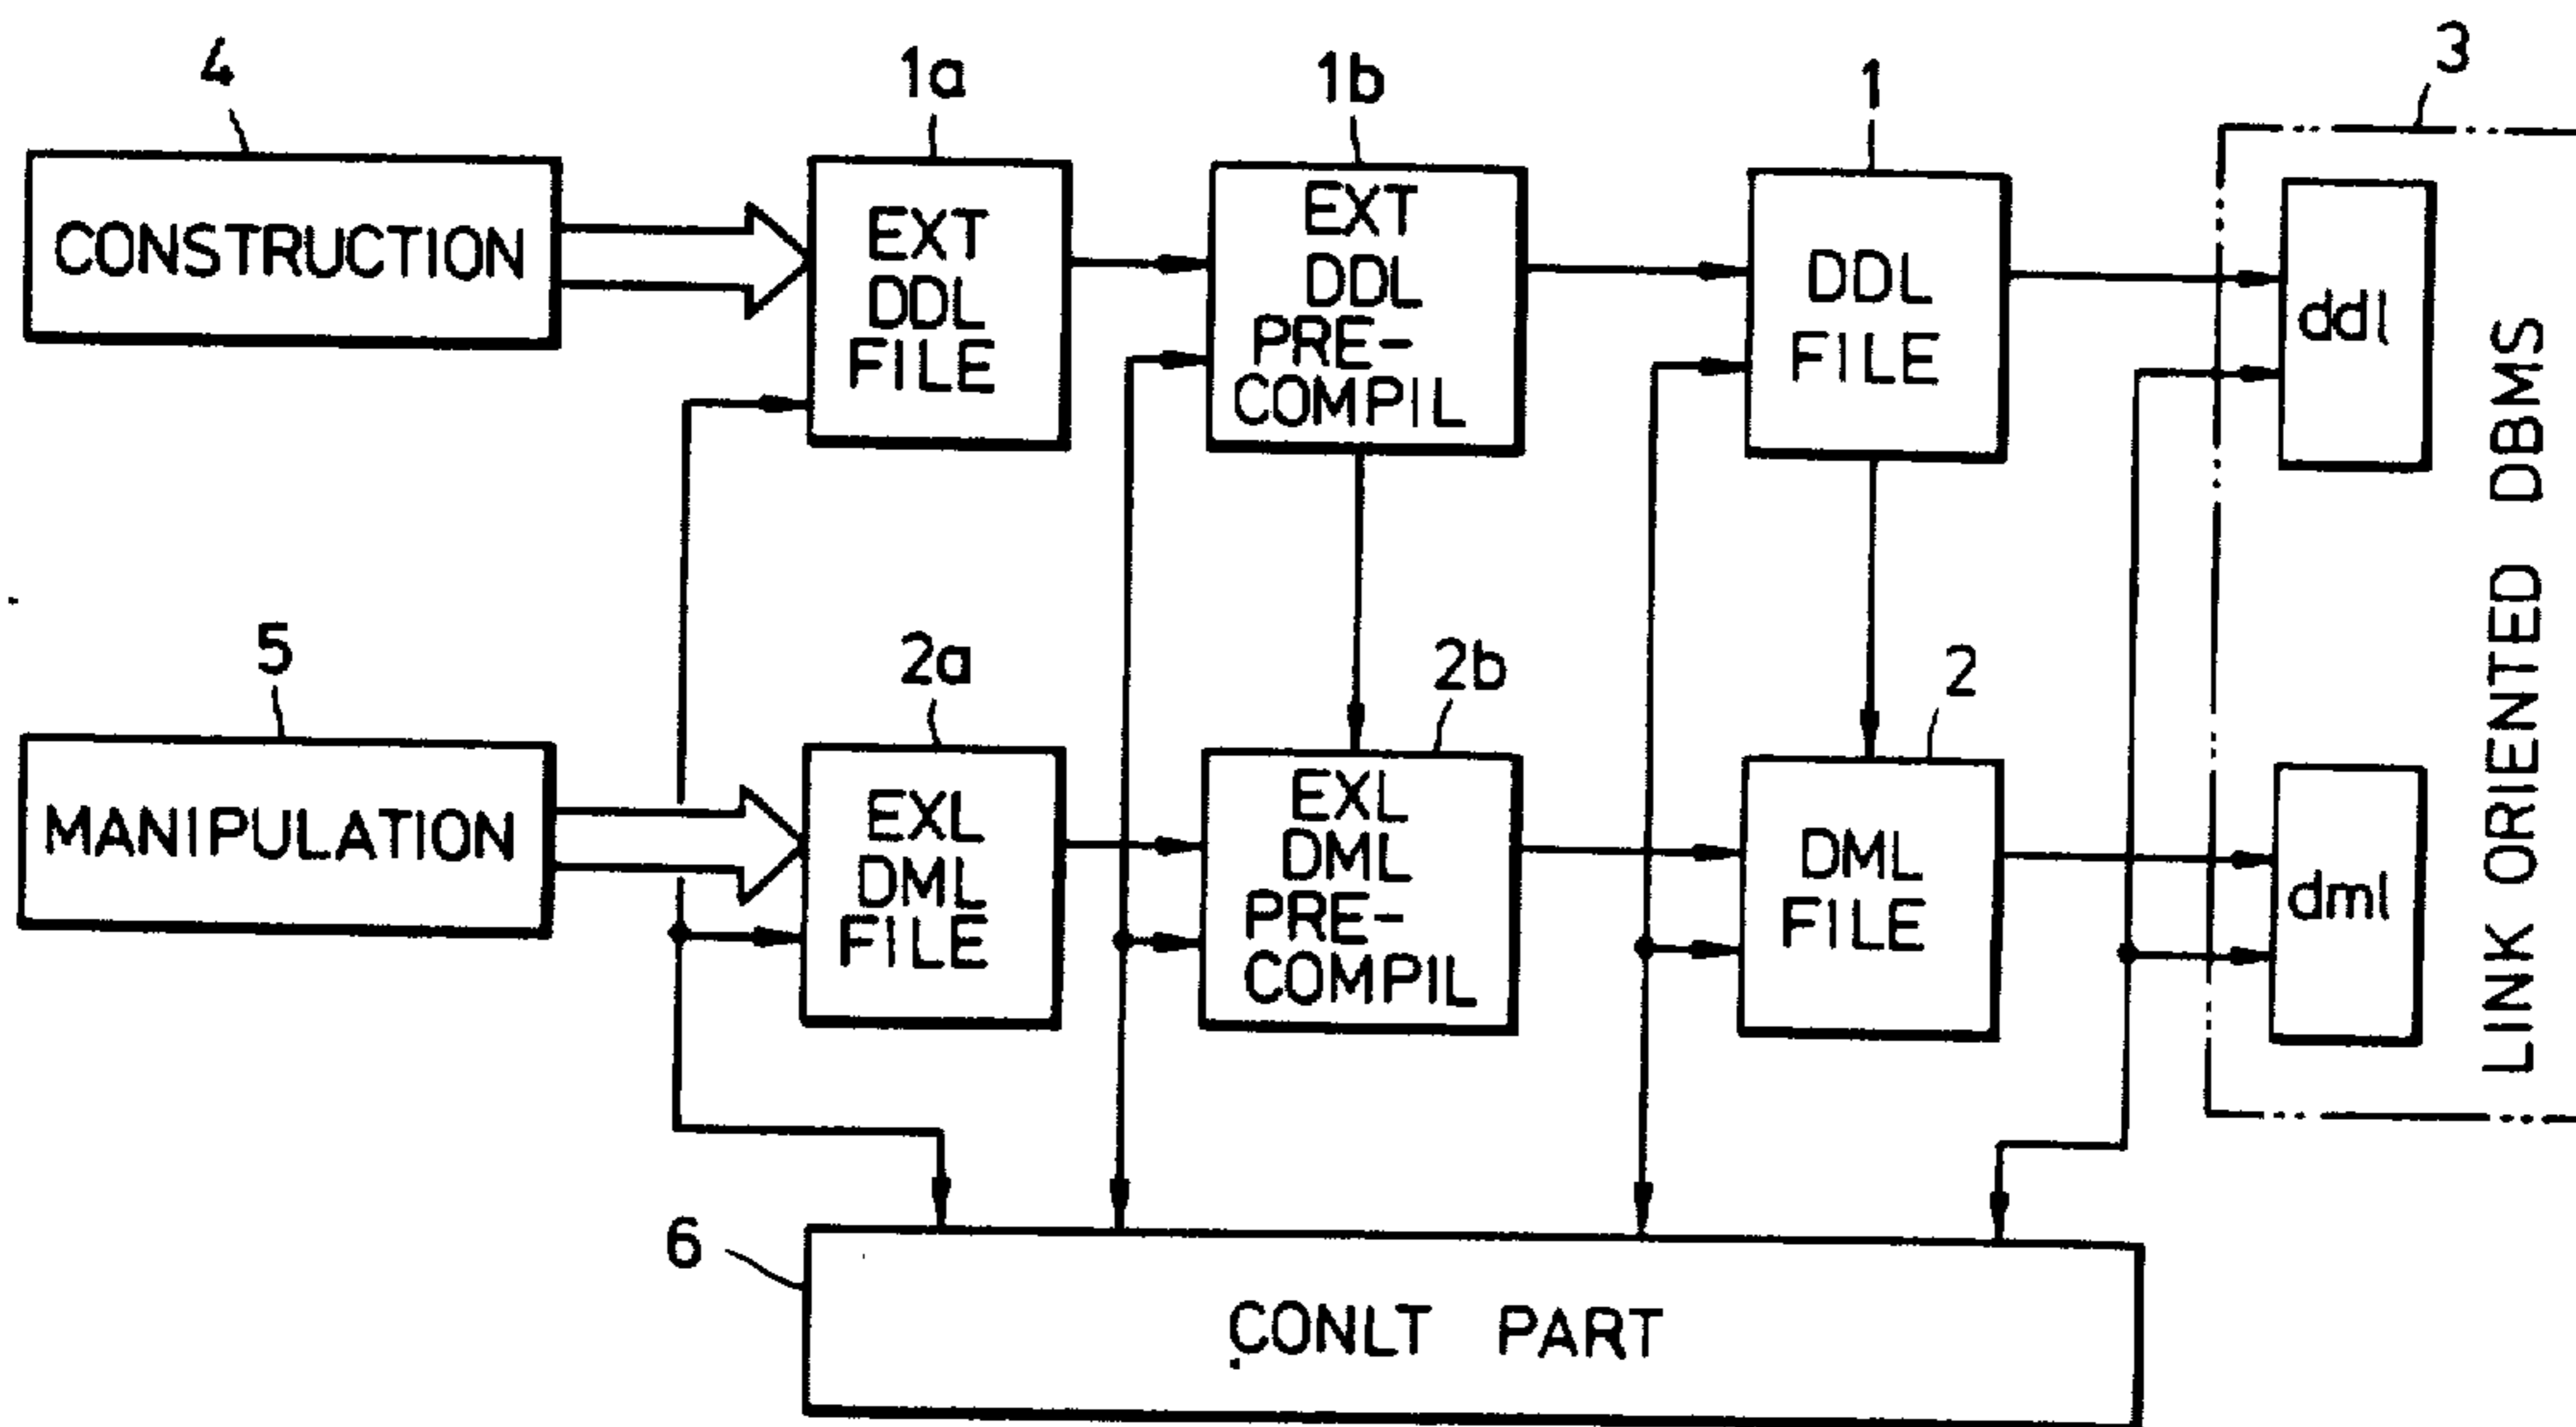 4
1a
1b
1
3
CONSTRUCTION
EXT
DDL
FILE
EXT
DDL
PRE-
COMPIL
DDL
FILE
ddl
LINK ORIENTED DBMS
5
2a
2b
2
MANIPULATION
EXL
DML
FILE
EXL
DML
PRE-
COMPIL
DML
FILE
dml
6
CONLT PART